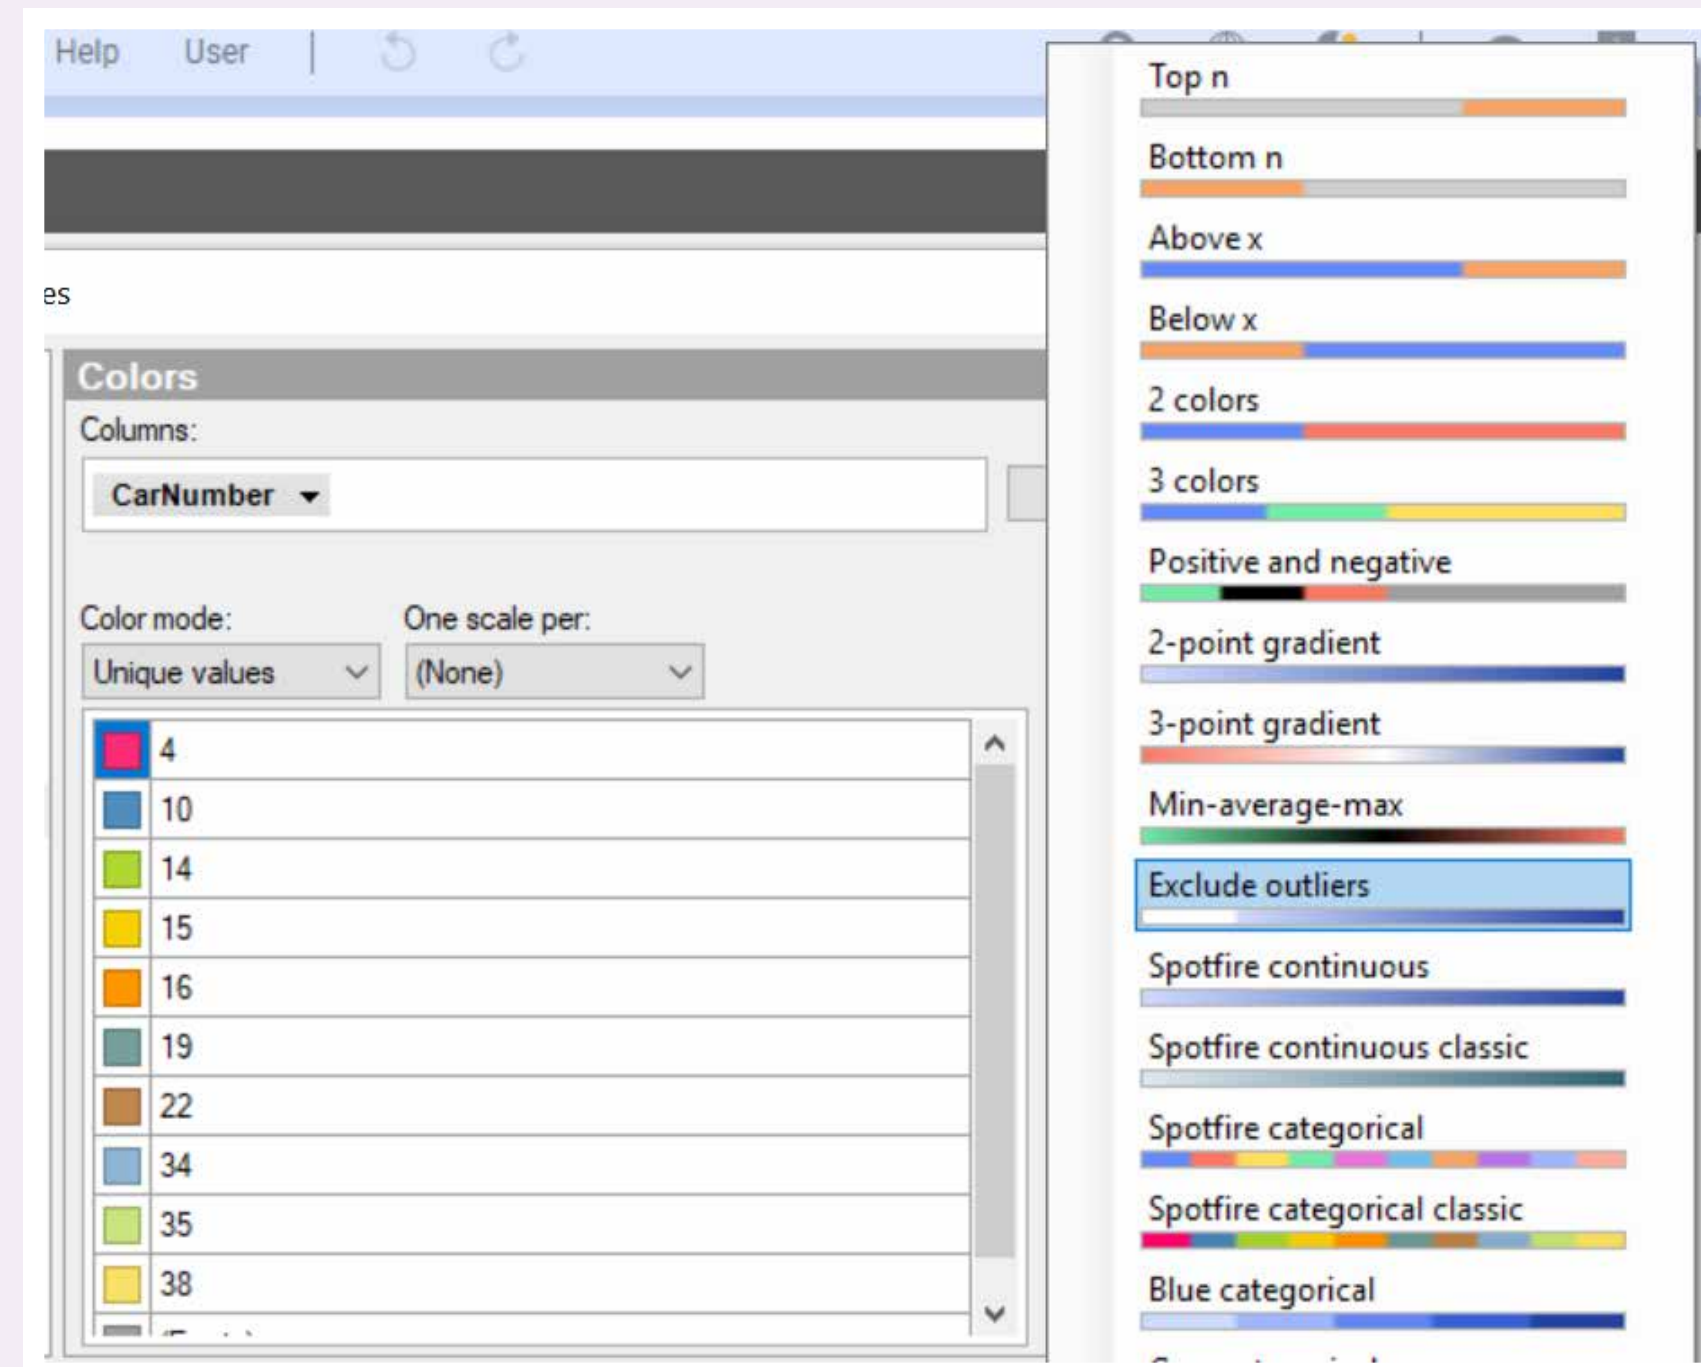 Help User
es
Colors
Columns:
CarNumber
Color mode: One scale per:
Unique values (None)
4
10
14
15
16
19
22
34
35
38
Top n
Bottom n
Above x
Below x
2 colors
3 colors
Positive and negative
2-point gradient
3-point gradient
Min-average-max
Exclude outliers
Spotfire continuous
Spotfire continuous classic
Spotfire categorical
Spotfire categorical classic
Blue categorical